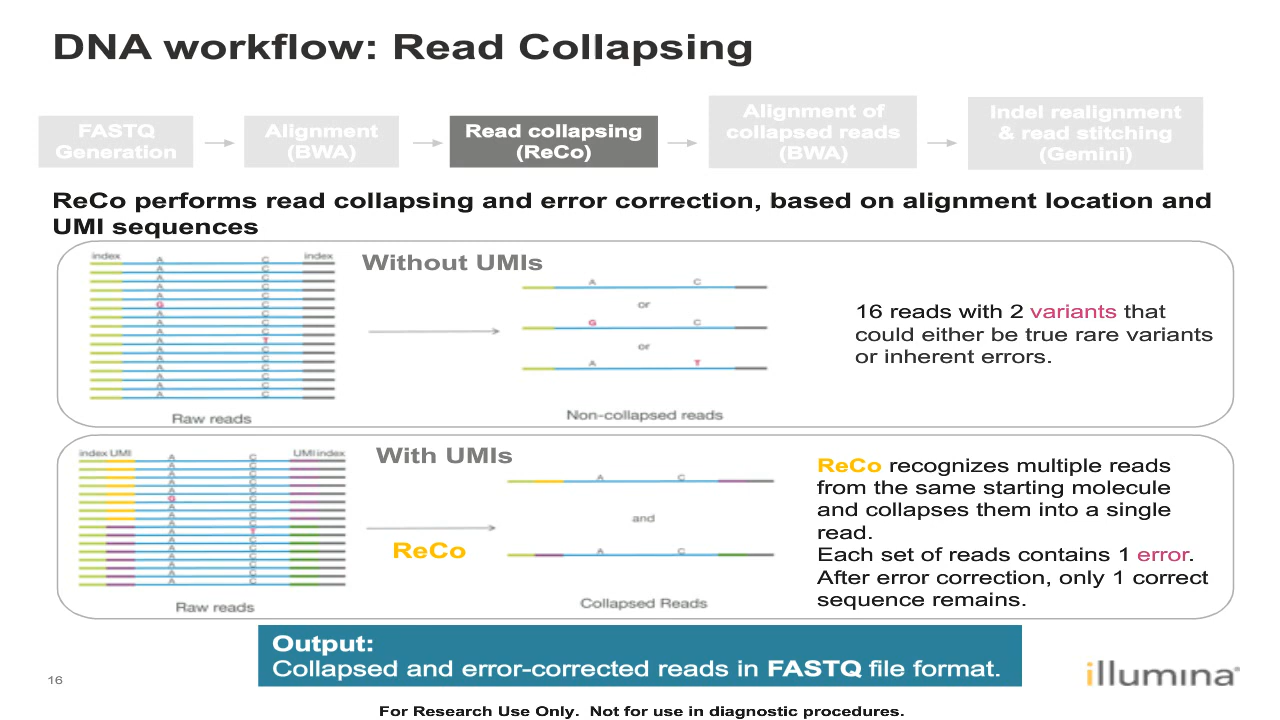 DNA workflow: Read Collapsing
FASTQ
Generation
Alignment
(BWA)
Read collapsing
(ReCo)
Alignment of
collapsed reads
(BWA)
Indel realignment
& read stitching
(Gemini)
ReCo performs read collapsing and error correction, based on alignment location and
UMI sequences
index
index
Without UMIs
A C
A C
A C
A C
A C
G C
A C
A C
A C
A T
A C
A C
A C
A C
A C
A C
Raw reads
A C
or
G C
or
A T
Non-collapsed reads
16 reads with 2 variants that
could either be true rare variants
or inherent errors.
index UMI
UMI index
With UMIs
A C
A C
A C
A C
A C
G C
A C
A C
A C
A T
A C
A C
A C
A C
A C
A C
Raw reads
ReCo
A C
and
A C
Collapsed Reads
ReCo recognizes multiple reads
from the same starting molecule
and collapses them into a single
read.
Each set of reads contains 1 error.
After error correction, only 1 correct
sequence remains.
Output:
Collapsed and error-corrected reads in FASTQ file format.
16
illumina®
For Research Use Only. Not for use in diagnostic procedures.